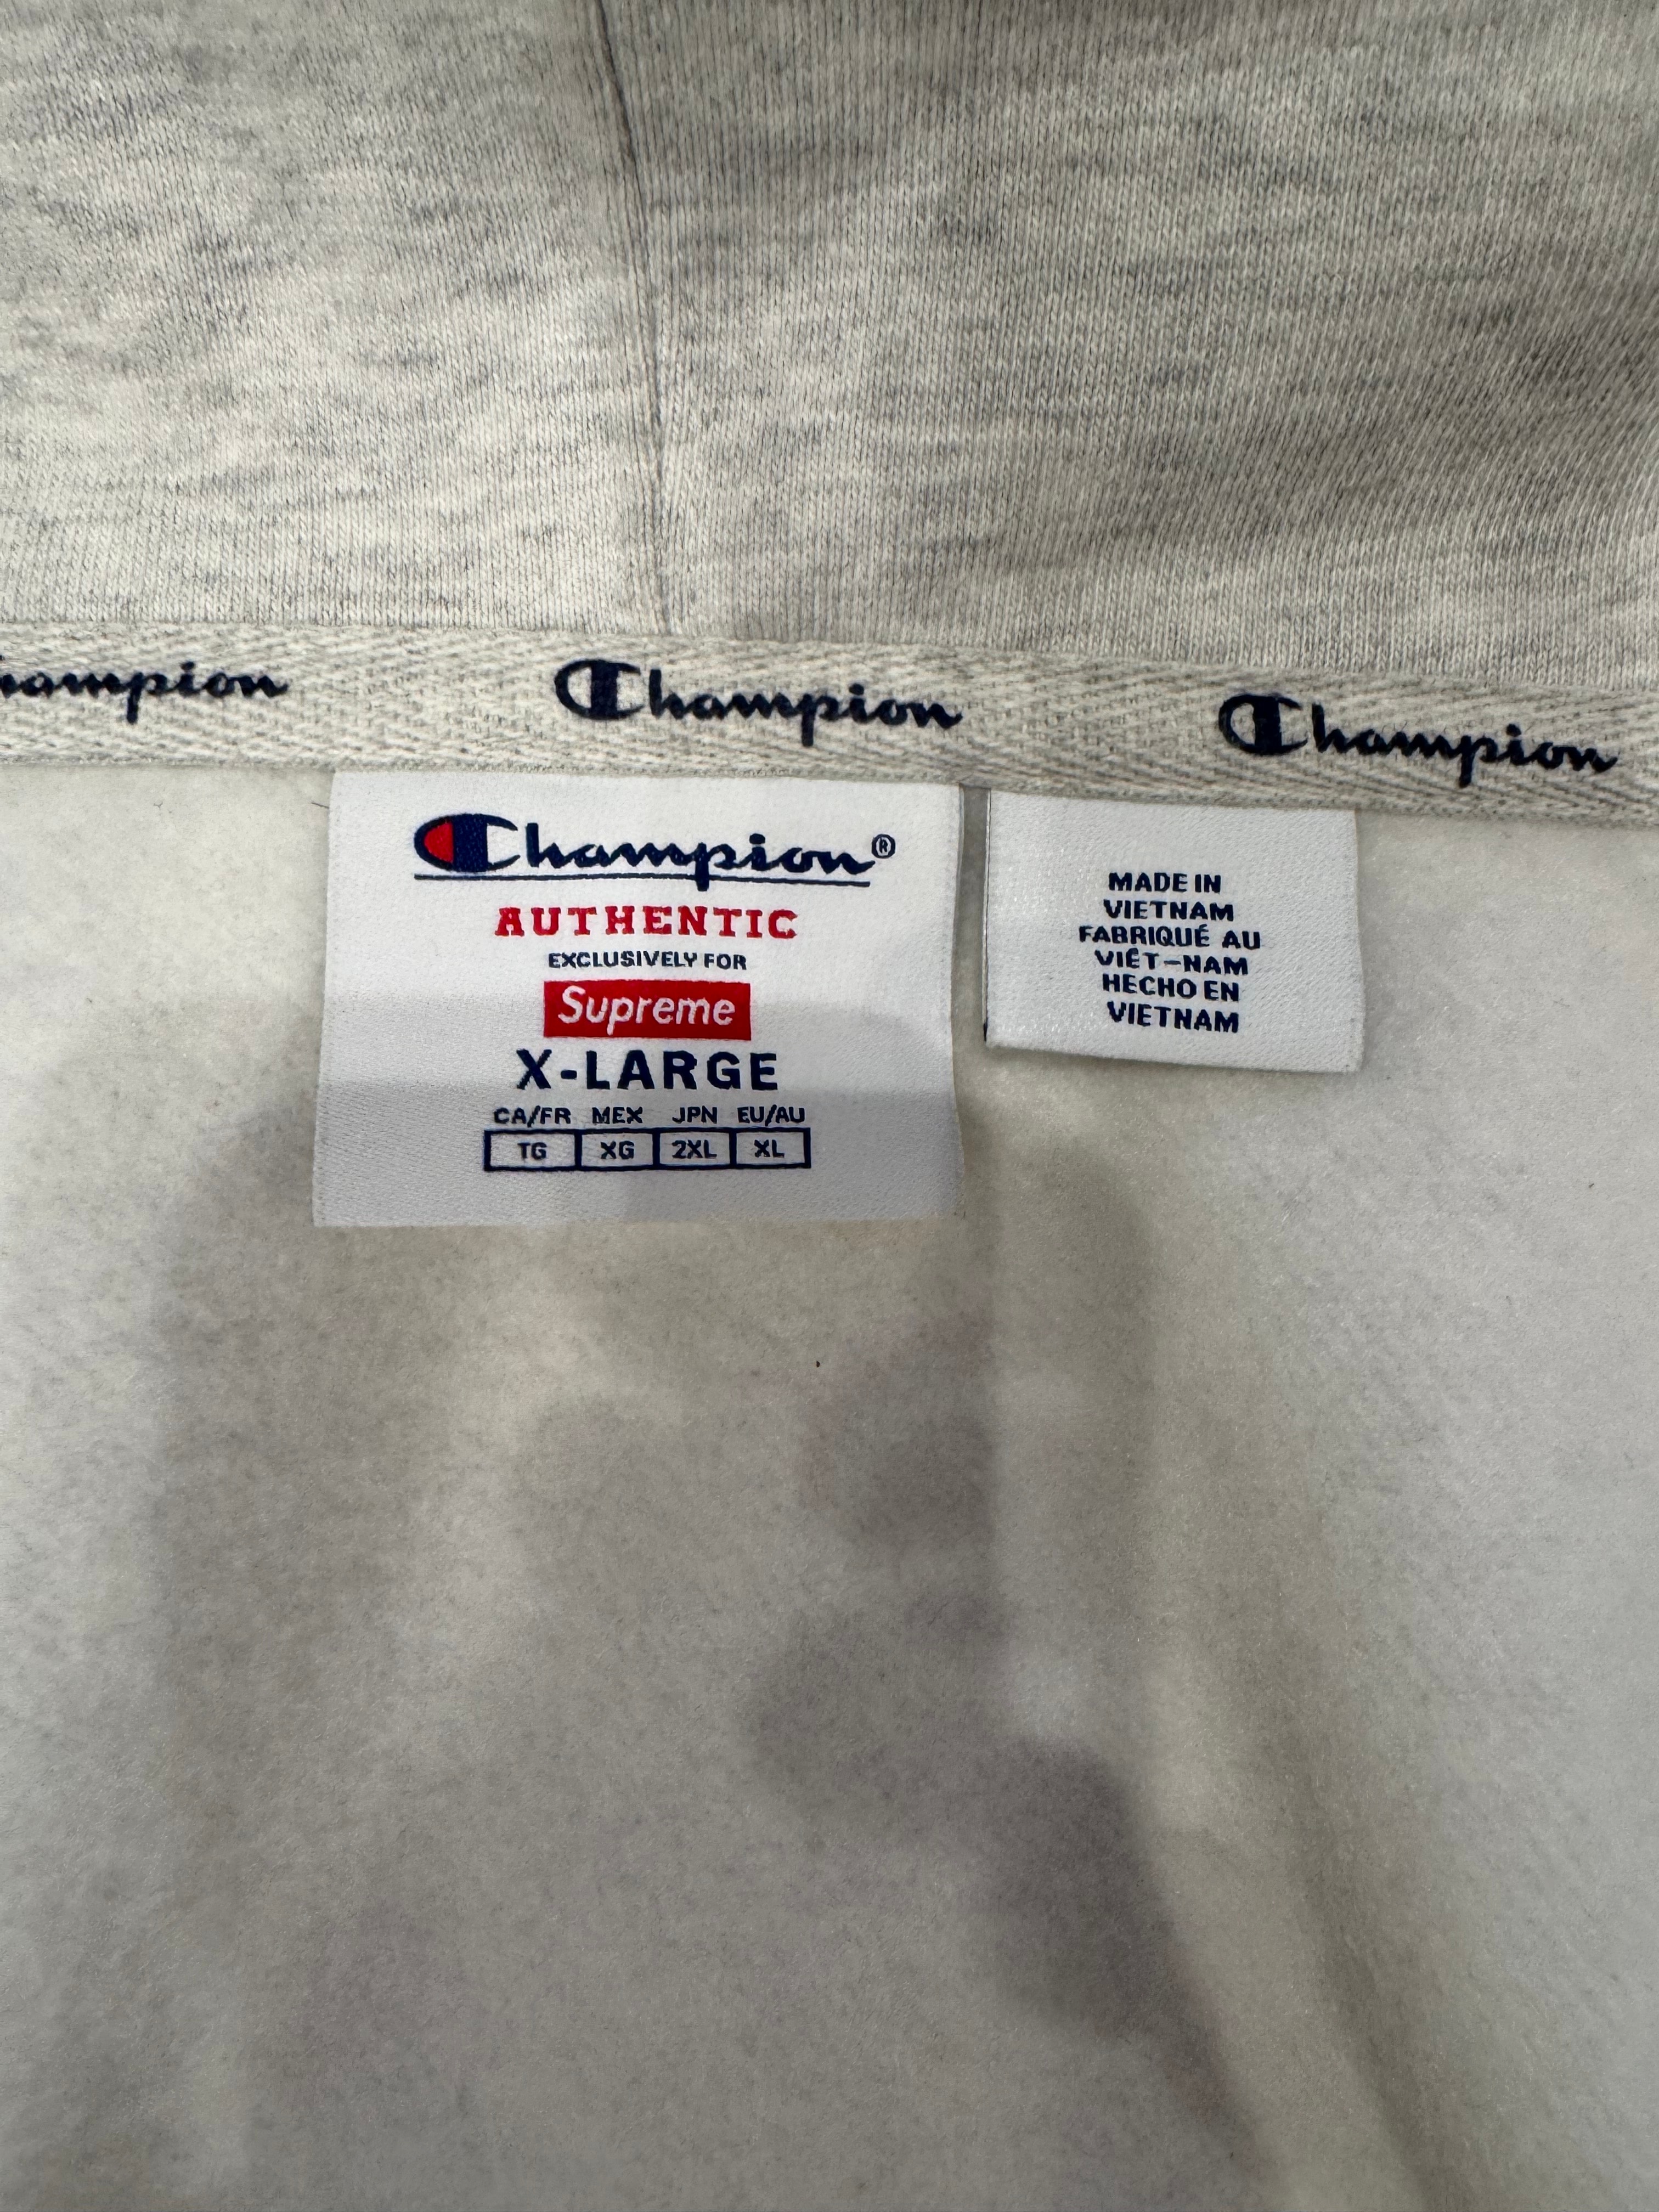 hampion Champion Champion
Champion®
AUTHENTIC
EXCLUSIVELY FOR
Supreme
X-LARGE
CA/FR MEX JPN EU/AU
TG XG 2XL XL
MADE IN
VIETNAM
FABRIQUÉ AU
VIÊT-NAM
HECHO EN
VIETNAM